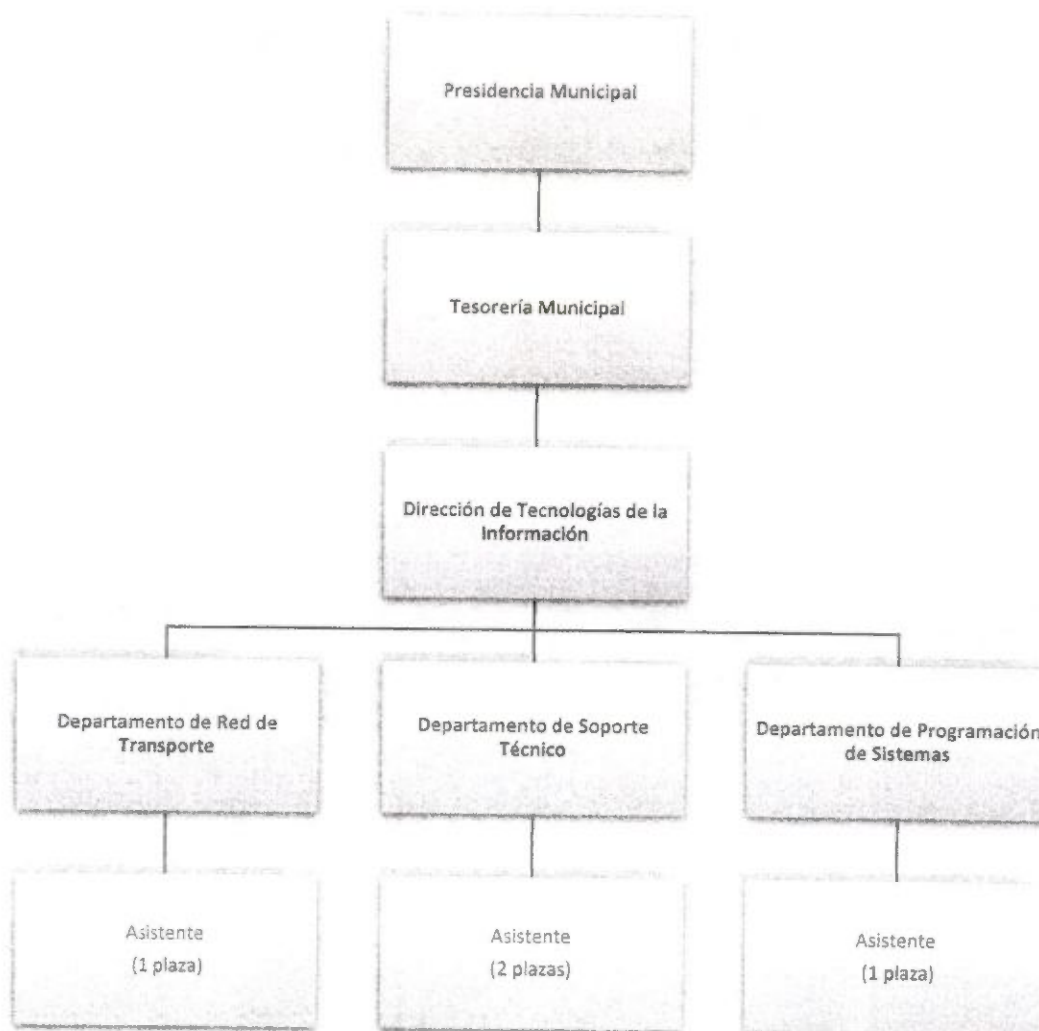 Presidencia Municipal
Tesorería Municipal
Dirección de Tecnologías de la
Información
Departamento de Red de
Transporte
Departamento de Soporte
Técnico
Departamento de Programación
de Sistemas
Asistente
(1 plaza)
Asistente
(2 plazas)
Asistente
(1 plaza)